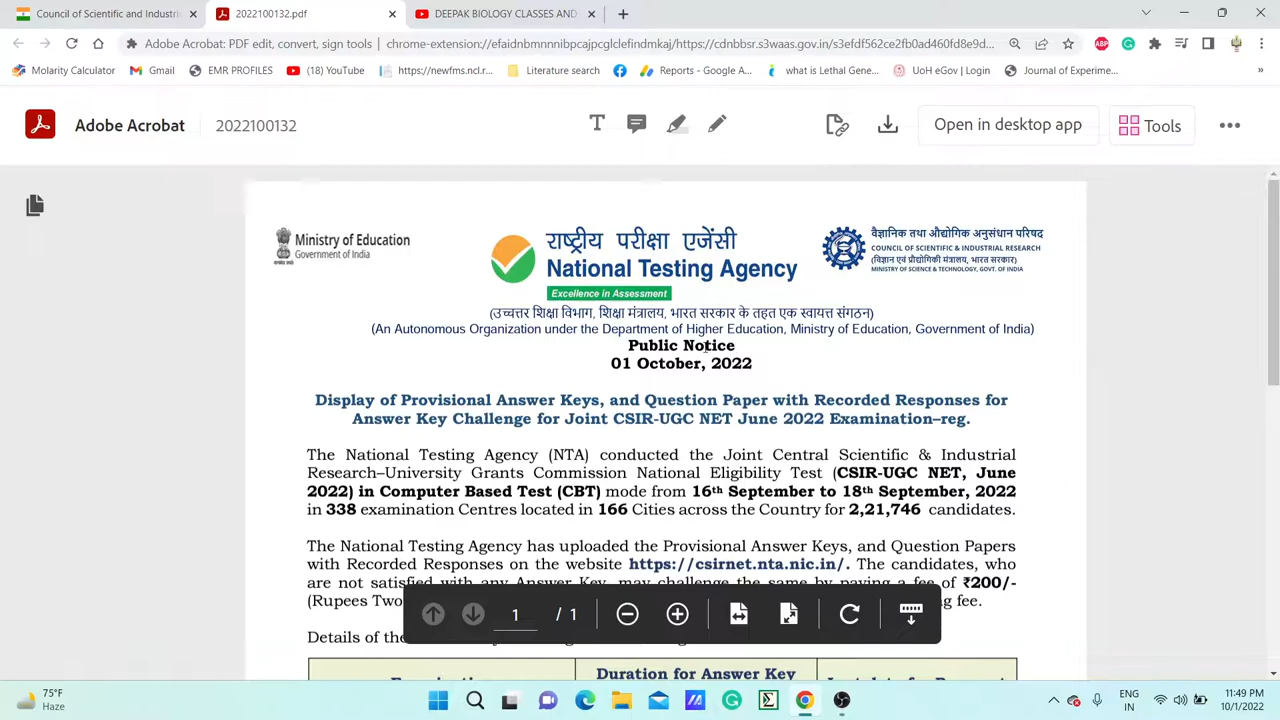 Council of Scientific and Industri
2022100132.pdf
DEEPAK BIOLOGY CLASSES AND
Adobe Acrobat: PDF edit, convert, sign tools | chrome-extension://efaidnbmnnnibpcajpcglclefindmkaj/https://cdnbbsr.s3waas.gov.in/s3efdf562ce2fb0ad460fd8e9d...
Molarity Calculator
Gmail
EMR PROFILES
(18) YouTube
https://newfms.ncl.r...
Literature search
Reports - Google A...
what is Lethal Gene...
UoH eGov | Login
Journal of Experime...
»
Adobe Acrobat
2022100132
Open in desktop app
Tools
Ministry of Education
Government of India
राष्ट्रीय परीक्षा एजेंसी
National Testing Agency
Excellence in Assessment
वैज्ञानिक तथा औद्योगिक अनुसंधान परिषद
COUNCIL OF SCIENTIFIC & INDUSTRIAL RESEARCH
(विज्ञान एवं प्रौद्योगिकी मंत्रालय, भारत सरकार)
MINISTRY OF SCIENCE & TECHNOLOGY, GOVT. OF INDIA
(उच्चत्तर शिक्षा विभाग, शिक्षा मंत्रालय, भारत सरकार के तहत एक स्वायत्त संगठन)
(An Autonomous Organization under the Department of Higher Education, Ministry of Education, Government of India)
Public Notice
01 October, 2022
Display of Provisional Answer Keys, and Question Paper with Recorded Responses for
Answer Key Challenge for Joint CSIR-UGC NET June 2022 Examination–reg.
The National Testing Agency (NTA) conducted the Joint Central Scientific & Industrial
Research–University Grants Commission National Eligibility Test (CSIR-UGC NET, June
2022) in Computer Based Test (CBT) mode from 16th September to 18th September, 2022
in 338 examination Centres located in 166 Cities across the Country for 2,21,746 candidates.
The National Testing Agency has uploaded the Provisional Answer Keys, and Question Papers
with Recorded Responses on the website https://csirnet.nta.nic.in/. The candidates, who
are not satisfied with any Answer Key, may challenge the same by paying a fee of ₹200/-
(Rupees Two
fee.
Details of the
Duration for Answer Key
1 / 1
75°F
Haze
ENG
IN
11:49 PM
10/1/2022